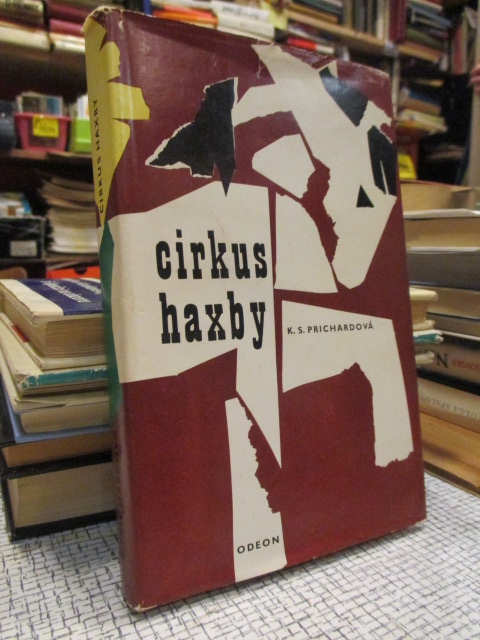 CIRKUS HAXBY
cirkus
haxby
K. S. PRICHARDOVÁ
ODEON